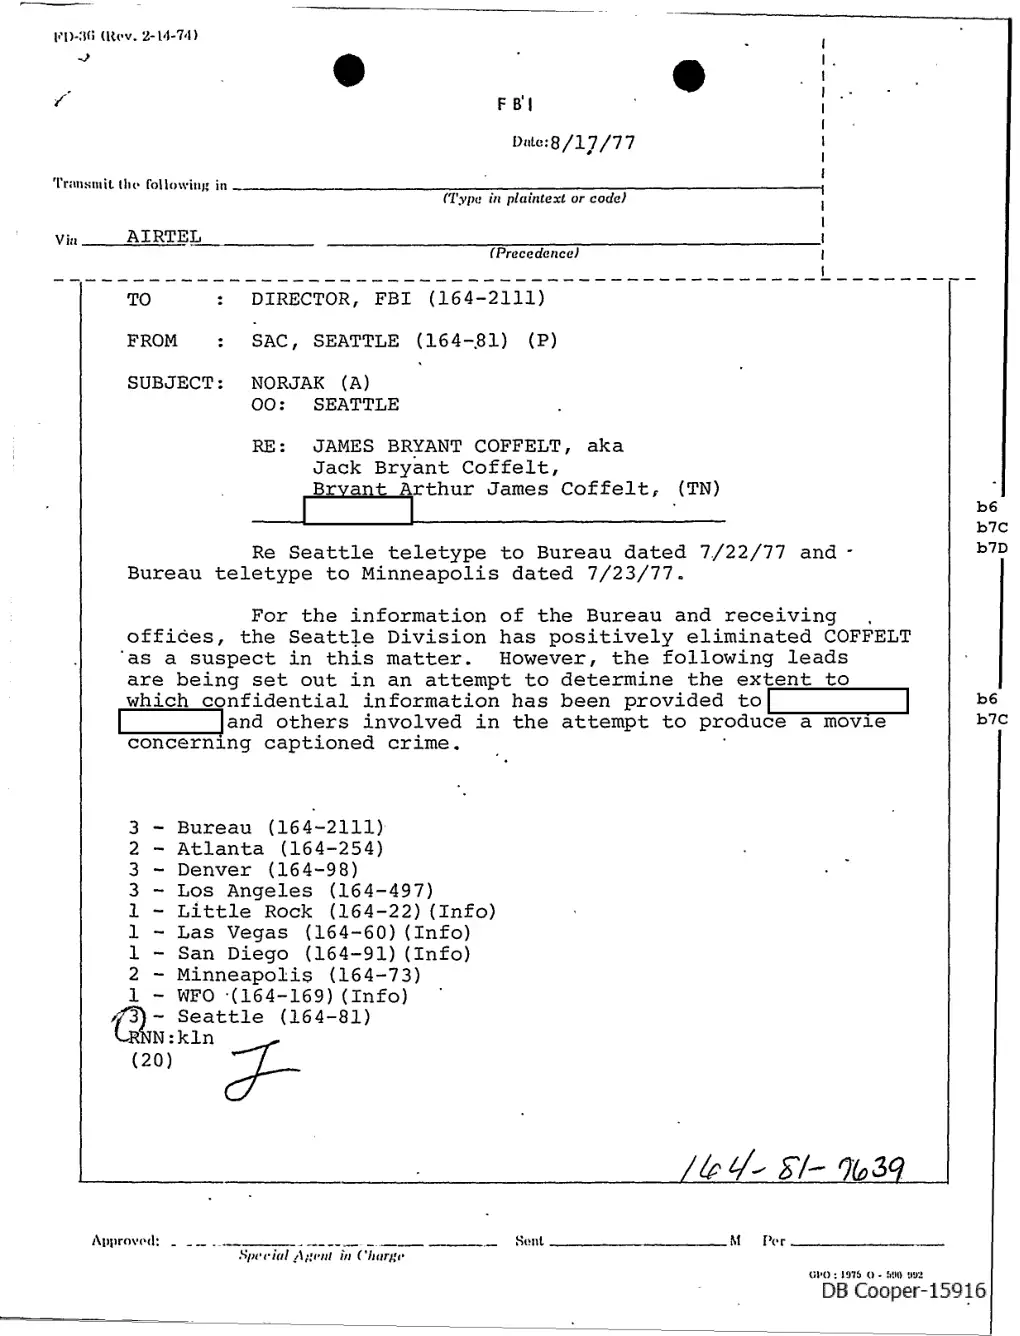 FD-36 (Rev. 2-14-74)
F B I
Date: 8/17/77
Transmit the following in
(Type in plaintext or code)
Via AIRTEL
(Precedence)
TO : DIRECTOR, FBI (164-2111)
FROM : SAC, SEATTLE (164-81) (P)
SUBJECT: NORJAK (A)
OO: SEATTLE
RE: JAMES BRYANT COFFELT, aka
Jack Bryant Coffelt,
Bryant Arthur James Coffelt, (TN)
b6
b7C
b7D
Re Seattle teletype to Bureau dated 7/22/77 and
Bureau teletype to Minneapolis dated 7/23/77.
For the information of the Bureau and receiving
offices, the Seattle Division has positively eliminated COFFELT
as a suspect in this matter. However, the following leads
are being set out in an attempt to determine the extent to
which confidential information has been provided to
and others involved in the attempt to produce a movie
concerning captioned crime.
b6
b7C
3 - Bureau (164-2111)
2 - Atlanta (164-254)
3 - Denver (164-98)
3 - Los Angeles (164-497)
1 - Little Rock (164-22) (Info)
1 - Las Vegas (164-60) (Info)
1 - San Diego (164-91) (Info)
2 - Minneapolis (164-73)
1 - WFO (164-169) (Info)
3 - Seattle (164-81)
RNN:kln
(20)
164-81-7639
Approved: Sent M Per
Special Agent in Charge
GPO : 1975 O - 590 992
DB Cooper-15916